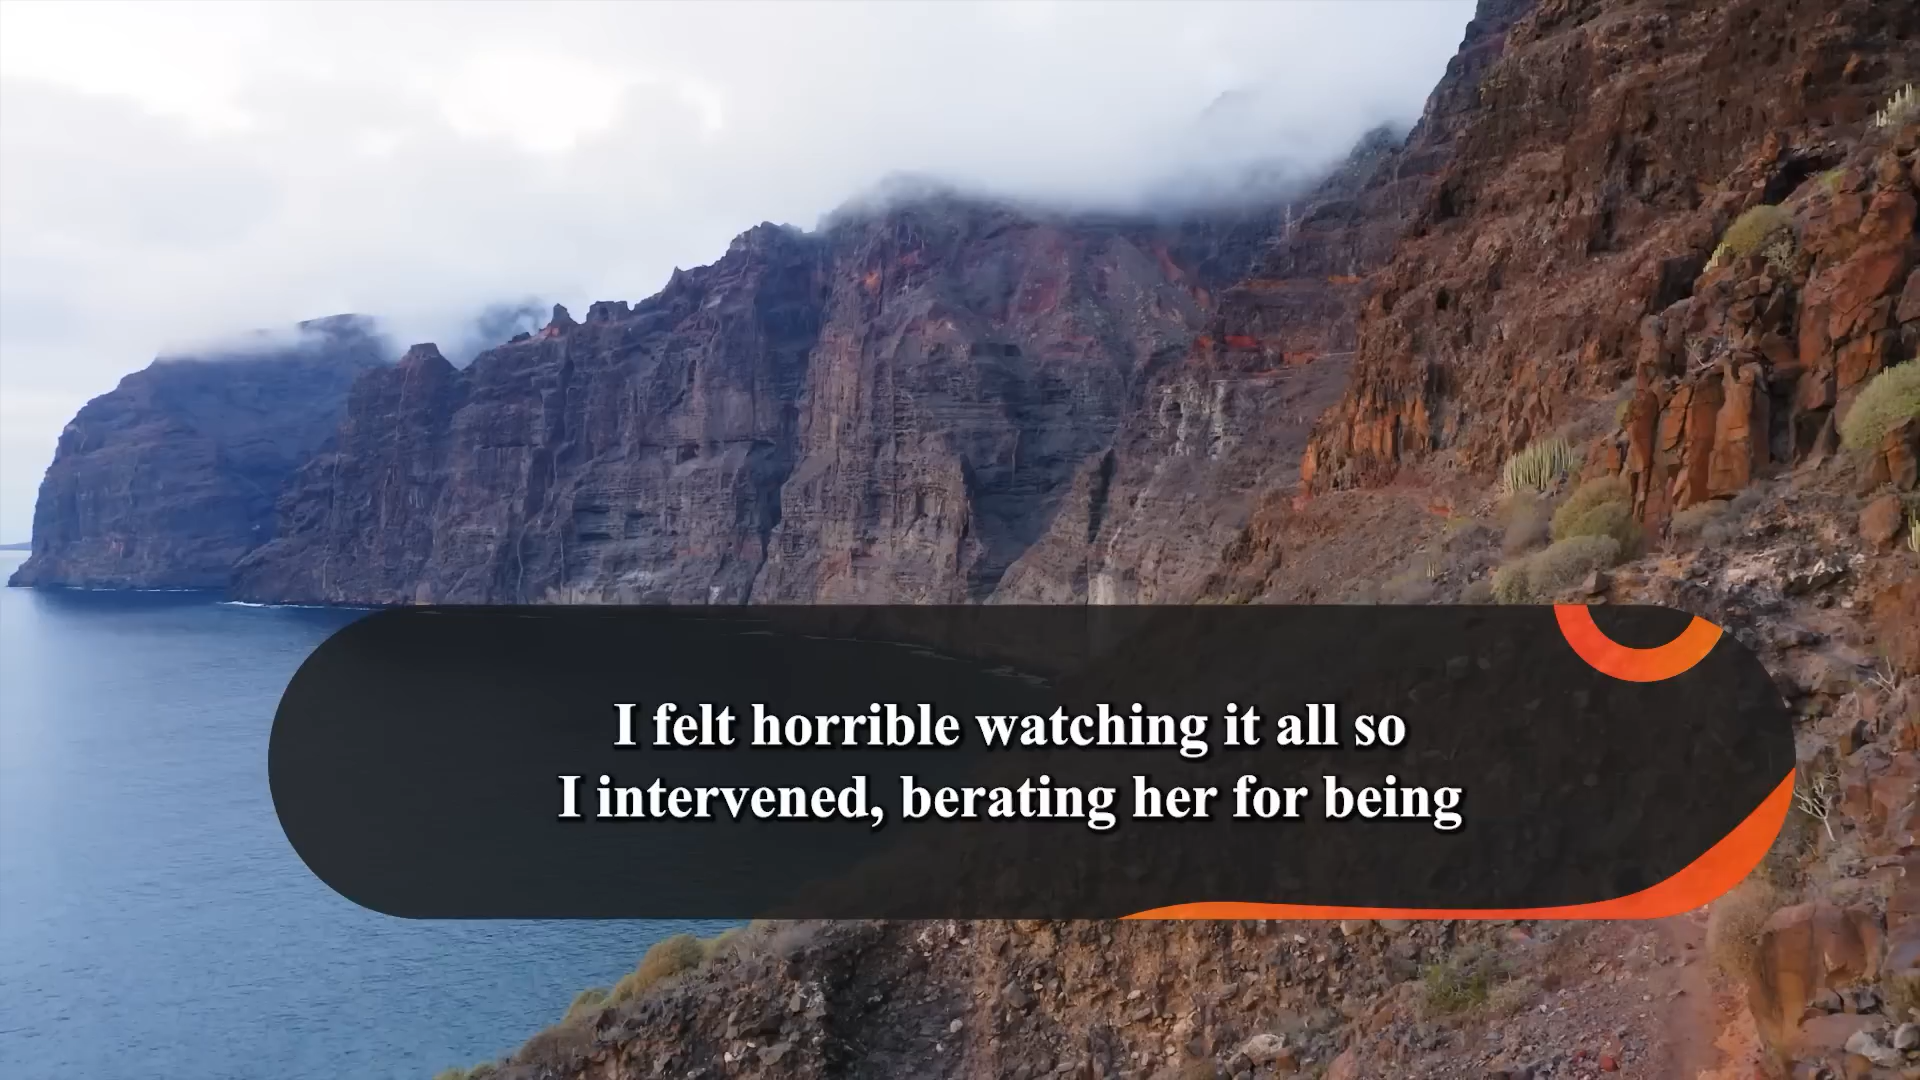 I felt horrible watching it all so
I intervened, berating her for being